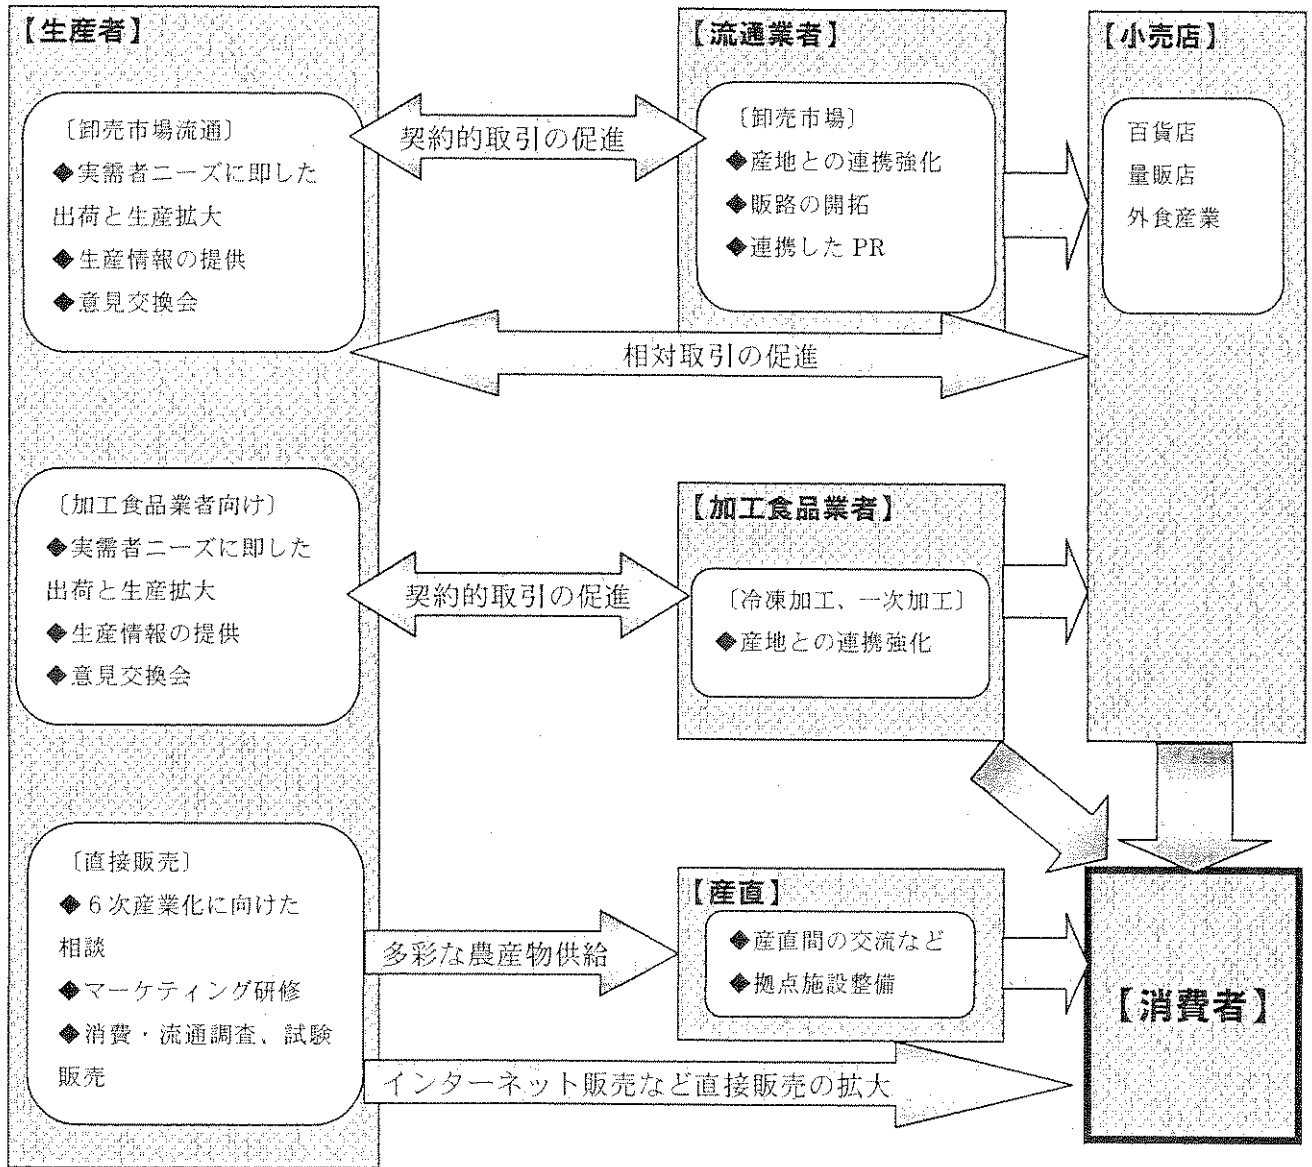 【生産者】
〔卸売市場流通〕
◆実需者ニーズに即した
出荷と生産拡大
◆生産情報の提供
◆意見交換会
契約的取引の促進
【流通業者】
〔卸売市場〕
◆産地との連携強化
◆販路の開拓
◆連携した PR
【小売店】
百貨店
量販店
外食産業
相対取引の促進
〔加工食品業者向け〕
◆実需者ニーズに即した
出荷と生産拡大
◆生産情報の提供
◆意見交換会
契約的取引の促進
【加工食品業者】
〔冷凍加工、一次加工〕
◆産地との連携強化
〔直接販売〕
◆6次産業化に向けた
相談
◆マーケティング研修
◆消費・流通調査、試験
販売
多彩な農産物供給
【産直】
◆産直間の交流など
◆拠点施設整備
インターネット販売など直接販売の拡大
【消費者】